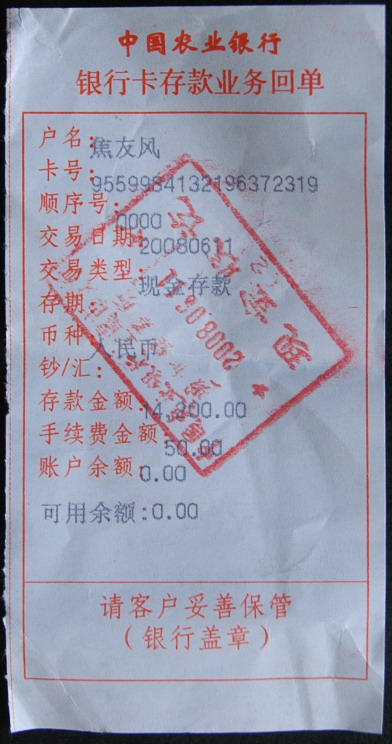 中国农业银行
银行卡存款业务回单
户名:焦友风
卡号:9559984132196372319
顺序号:0000
交易日期:20080611
交易类型:现金存款
存期:
币种:人民币
钞/汇:
存款金额:14,200.00
手续费金额:50.00
账户余额:0.00
可用余额:0.00
请客户妥善保管
(银行盖章)
2008.06.11